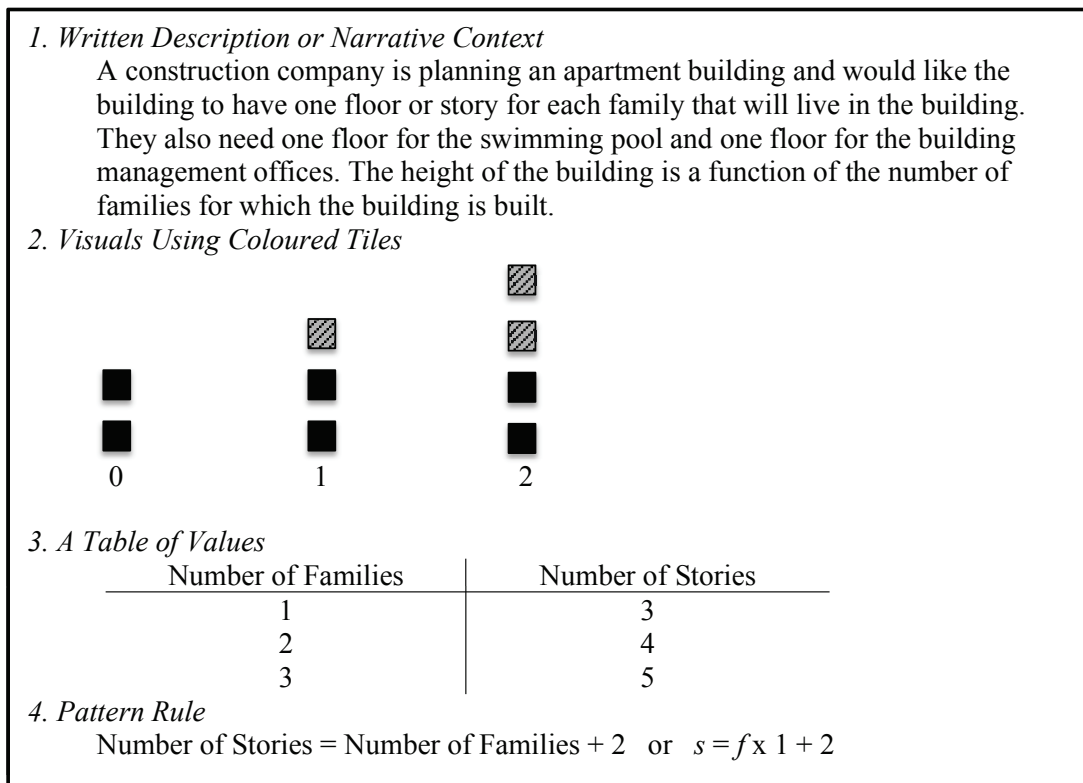 1. Written Description or Narrative Context
A construction company is planning an apartment building and would like the
building to have one floor or story for each family that will live in the building.
They also need one floor for the swimming pool and one floor for the building
management offices. The height of the building is a function of the number of
families for which the building is built.
2. Visuals Using Coloured Tiles
0 1 2
3. A Table of Values
Number of Families Number of Stories
1 3
2 4
3 5
4. Pattern Rule
Number of Stories = Number of Families + 2 or s = f x 1 + 2